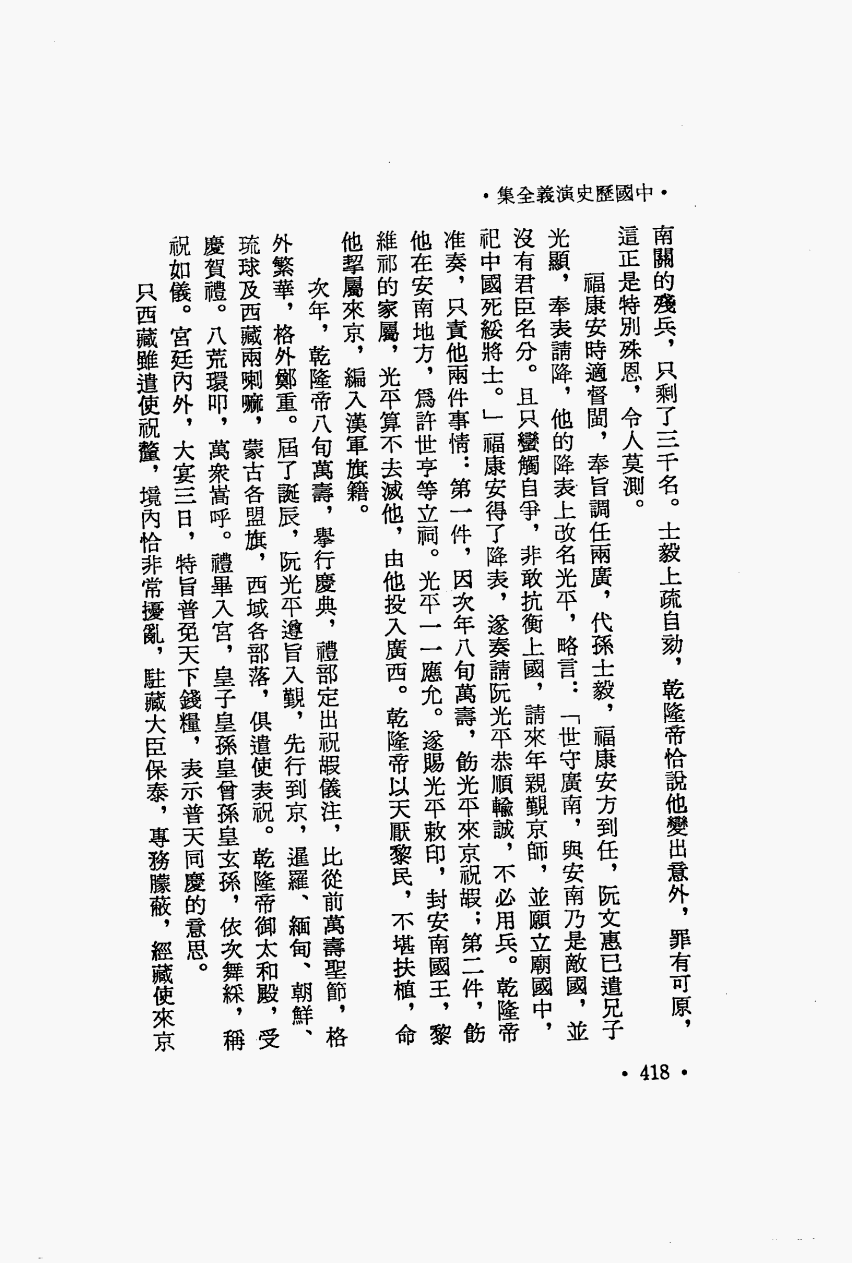 •中國歷史演義全集•
南關的殘兵，只剩了三千名。士毅上疏自劾，乾隆帝恰說他變出意外，罪有可原，
這正是特別殊恩，令人莫測。
福康安時適督閩，奉旨調任兩廣，代孫士毅，福康安方到任，阮文惠已遣兄子
光顯，奉表請降，他的降表上改名光平，略言：「世守廣南，與安南乃是敵國，並
沒有君臣名分。且只蠻觸自爭，非敢抗衡上國，請來年親覲京師，並願立廟國中，
祀中國死綏將士。」福康安得了降表，遂奏請阮光平恭順輸誠，不必用兵。乾隆帝
准奏，只責他兩件事情：第一件，因次年八旬萬壽，飭光平來京祝嘏；第二件，飭
他在安南地方，爲許世亨等立祠。光平一一應允。遂賜光平敕印，封安南國王，黎
維祁的家屬，光平算不去滅他，由他投入廣西。乾隆帝以天厭黎民，不堪扶植，命
他挈屬來京，編入漢軍旗籍。
次年，乾隆帝八旬萬壽，舉行慶典，禮部定出祝嘏儀注，比從前萬壽聖節，格
外繁華，格外鄭重。屆了誕辰，阮光平遵旨入覲，先行到京，暹羅、緬甸、朝鮮、
琉球及西藏兩喇嘛，蒙古各盟旗，西域各部落，俱遣使表祝。乾隆帝御太和殿，受
慶賀禮。八荒環叩，萬衆嵩呼。禮畢入宮，皇子皇孫皇曾孫皇玄孫，依次舞綵，稱
祝如儀。宮廷內外，大宴三日，特旨普免天下錢糧，表示普天同慶的意思。
只西藏雖遣使祝釐，境內恰非常擾亂，駐藏大臣保泰，專務朦蔽，經藏使來京
•418•